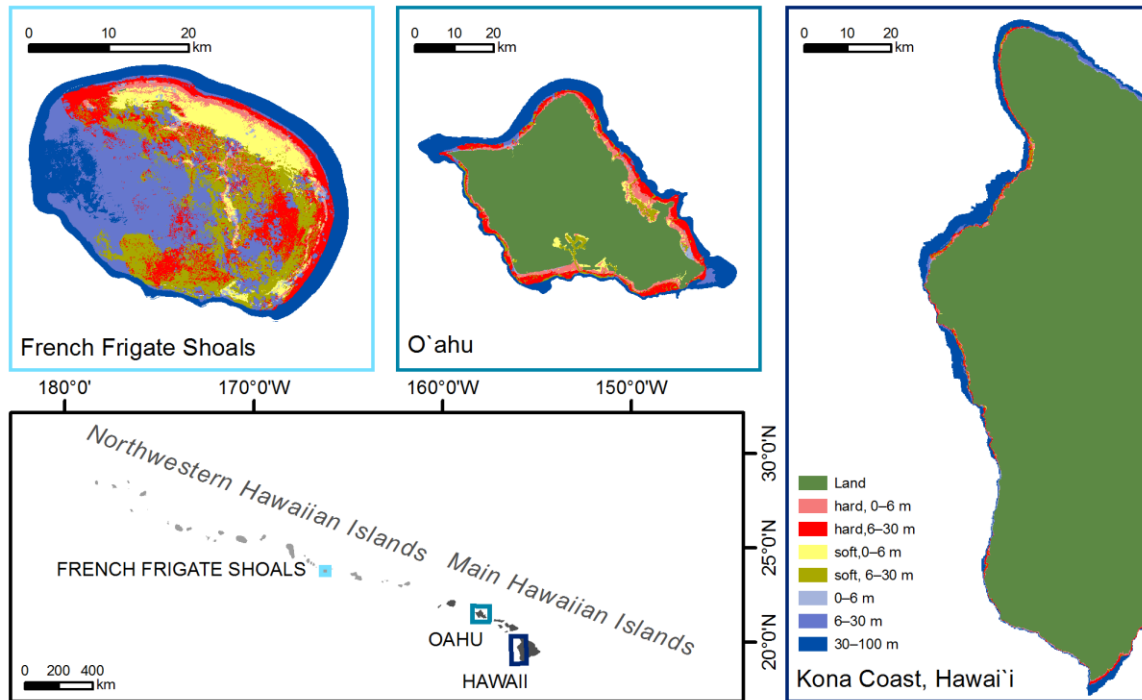 0 10 20
km
French Frigate Shoals
0 10 20
km
O`ahu
0 10 20
km
Land
hard, 0–6 m
hard,6–30 m
soft,0–6 m
soft, 6–30 m
0–6 m
6–30 m
30–100 m
Kona Coast, Hawai`i
180°0' 170°0'W 160°0'W 150°0'W
30°0'N
25°0'N
20°0'N
Northwestern Hawaiian Islands
Main Hawaiian Islands
FRENCH FRIGATE SHOALS
OAHU
HAWAII
0 200 400
km